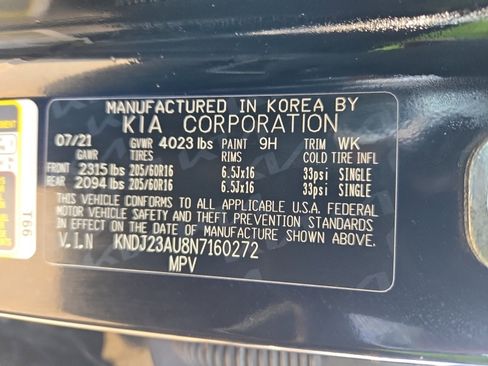 MANUFACTURED IN KOREA BY
KIA CORPORATION
07/21 GVWR 4023 lbs PAINT 9H TRIM WK
GAWR TIRES RIMS COLD TIRE INFL
FRONT 2315 lbs 205/60R16 6.5Jx16 33psi SINGLE
REAR 2094 lbs 205/60R16 6.5Jx16 33psi SINGLE
THIS VEHICLE CONFORMS TO ALL APPLICABLE U.S.A. FEDERAL
MOTOR VEHICLE SAFETY AND THEFT PREVENTION STANDARDS
IN EFFECT ON THE DATE OF MANUFACTURE SHOWN ABOVE.
V.I.N KNDJ23AU8N7160272
MPV
T66